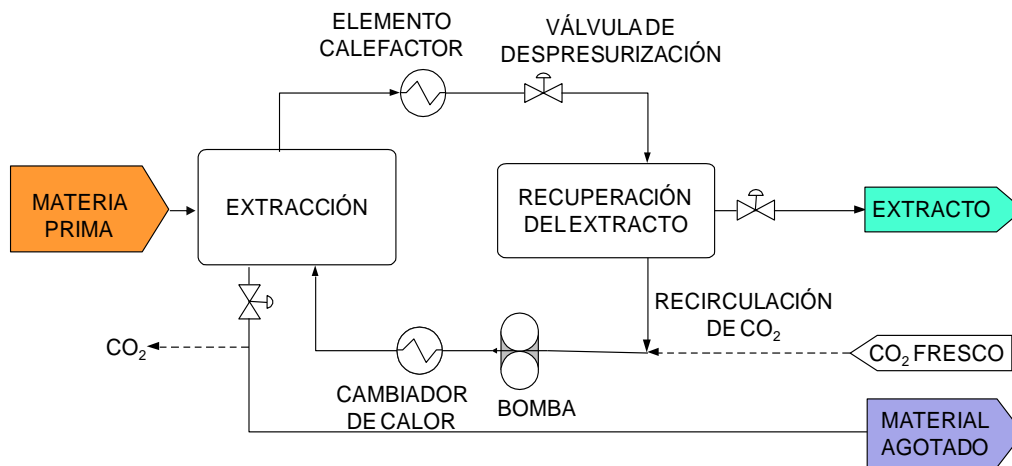 ELEMENTO
CALEFACTOR
VÁLVULA DE
DESPRESURIZACIÓN
MATERIA
PRIMA
EXTRACCIÓN
RECUPERACIÓN
DEL EXTRACTO
EXTRACTO
RECIRCULACIÓN
DE CO₂
CO₂
CO₂ FRESCO
CAMBIADOR
DE CALOR
BOMBA
MATERIAL
AGOTADO